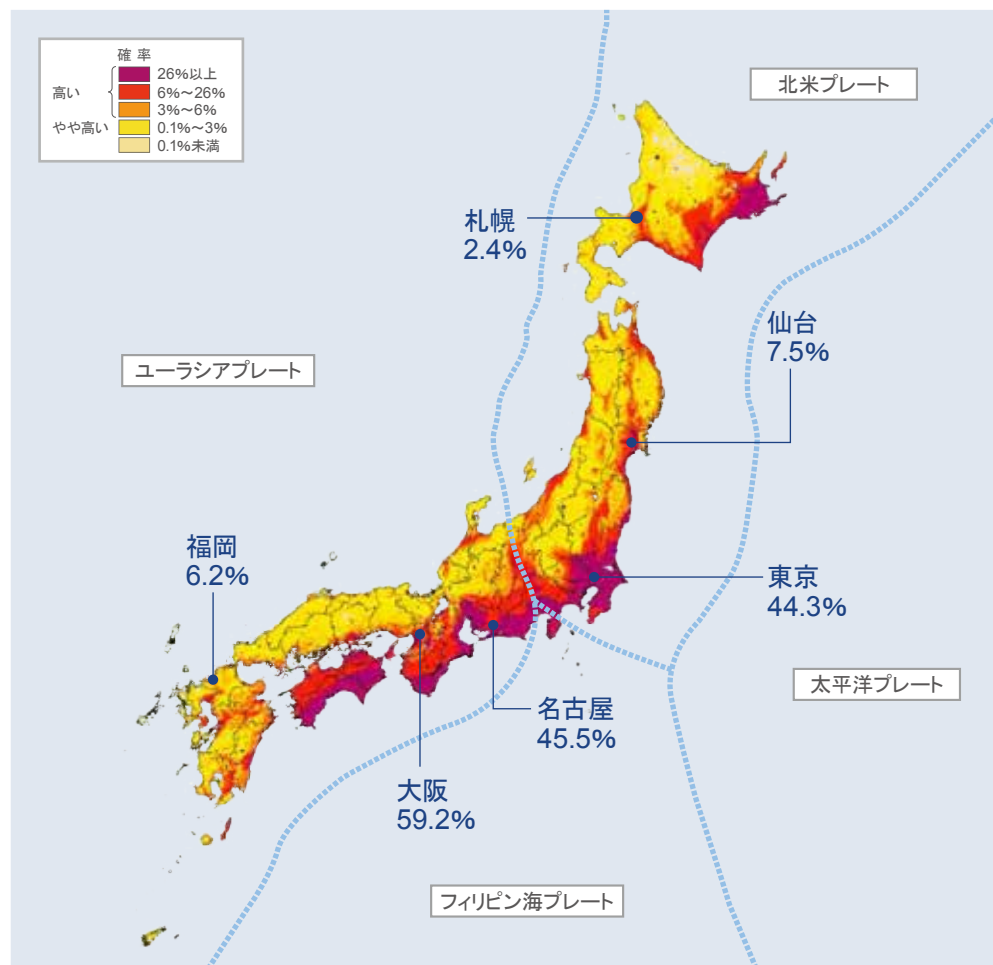 確 率
高い
26%以上
6%～26%
3%～6%
やや高い
0.1%～3%
0.1%未満
北米プレート
札幌
2.4%
仙台
7.5%
ユーラシアプレート
福岡
6.2%
東京
44.3%
太平洋プレート
名古屋
45.5%
大阪
59.2%
フィリピン海プレート